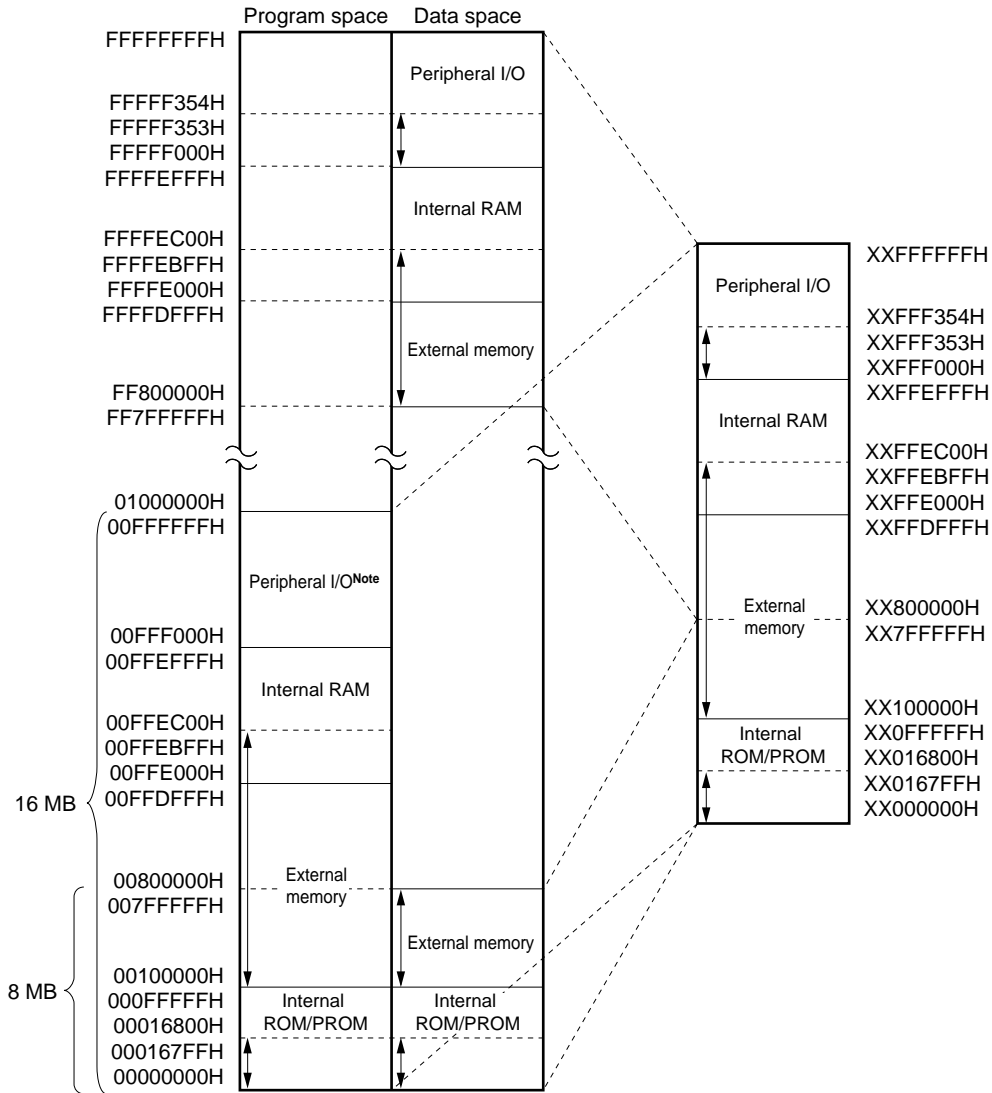 Program space
Data space
FFFFFFFFH
Peripheral I/O
FFFFF354H
FFFFF353H
FFFFF000H
FFFFEFFFH
Internal RAM
FFFFEC00H
FFFFEBFFH
FFFFE000H
FFFFDFFFH
External memory
FF800000H
FF7FFFFFH
01000000H
00FFFFFFH
Peripheral I/ONote
00FFF000H
00FFEFFFH
Internal RAM
00FFEC00H
00FFEBFFH
00FFE000H
00FFDFFFH
16 MB
External
memory
00800000H
007FFFFFH
External memory
8 MB
00100000H
000FFFFFH
00016800H
000167FFH
00000000H
Internal
ROM/PROM
Internal
ROM/PROM
XXFFFFFFH
Peripheral I/O
XXFFF354H
XXFFF353H
XXFFF000H
XXFFEFFFH
Internal RAM
XXFFEC00H
XXFFEBFFH
XXFFE000H
XXFFDFFFH
External
memory
XX800000H
XX7FFFFFH
XX100000H
XX0FFFFFH
Internal
ROM/PROM
XX016800H
XX0167FFH
XX000000H